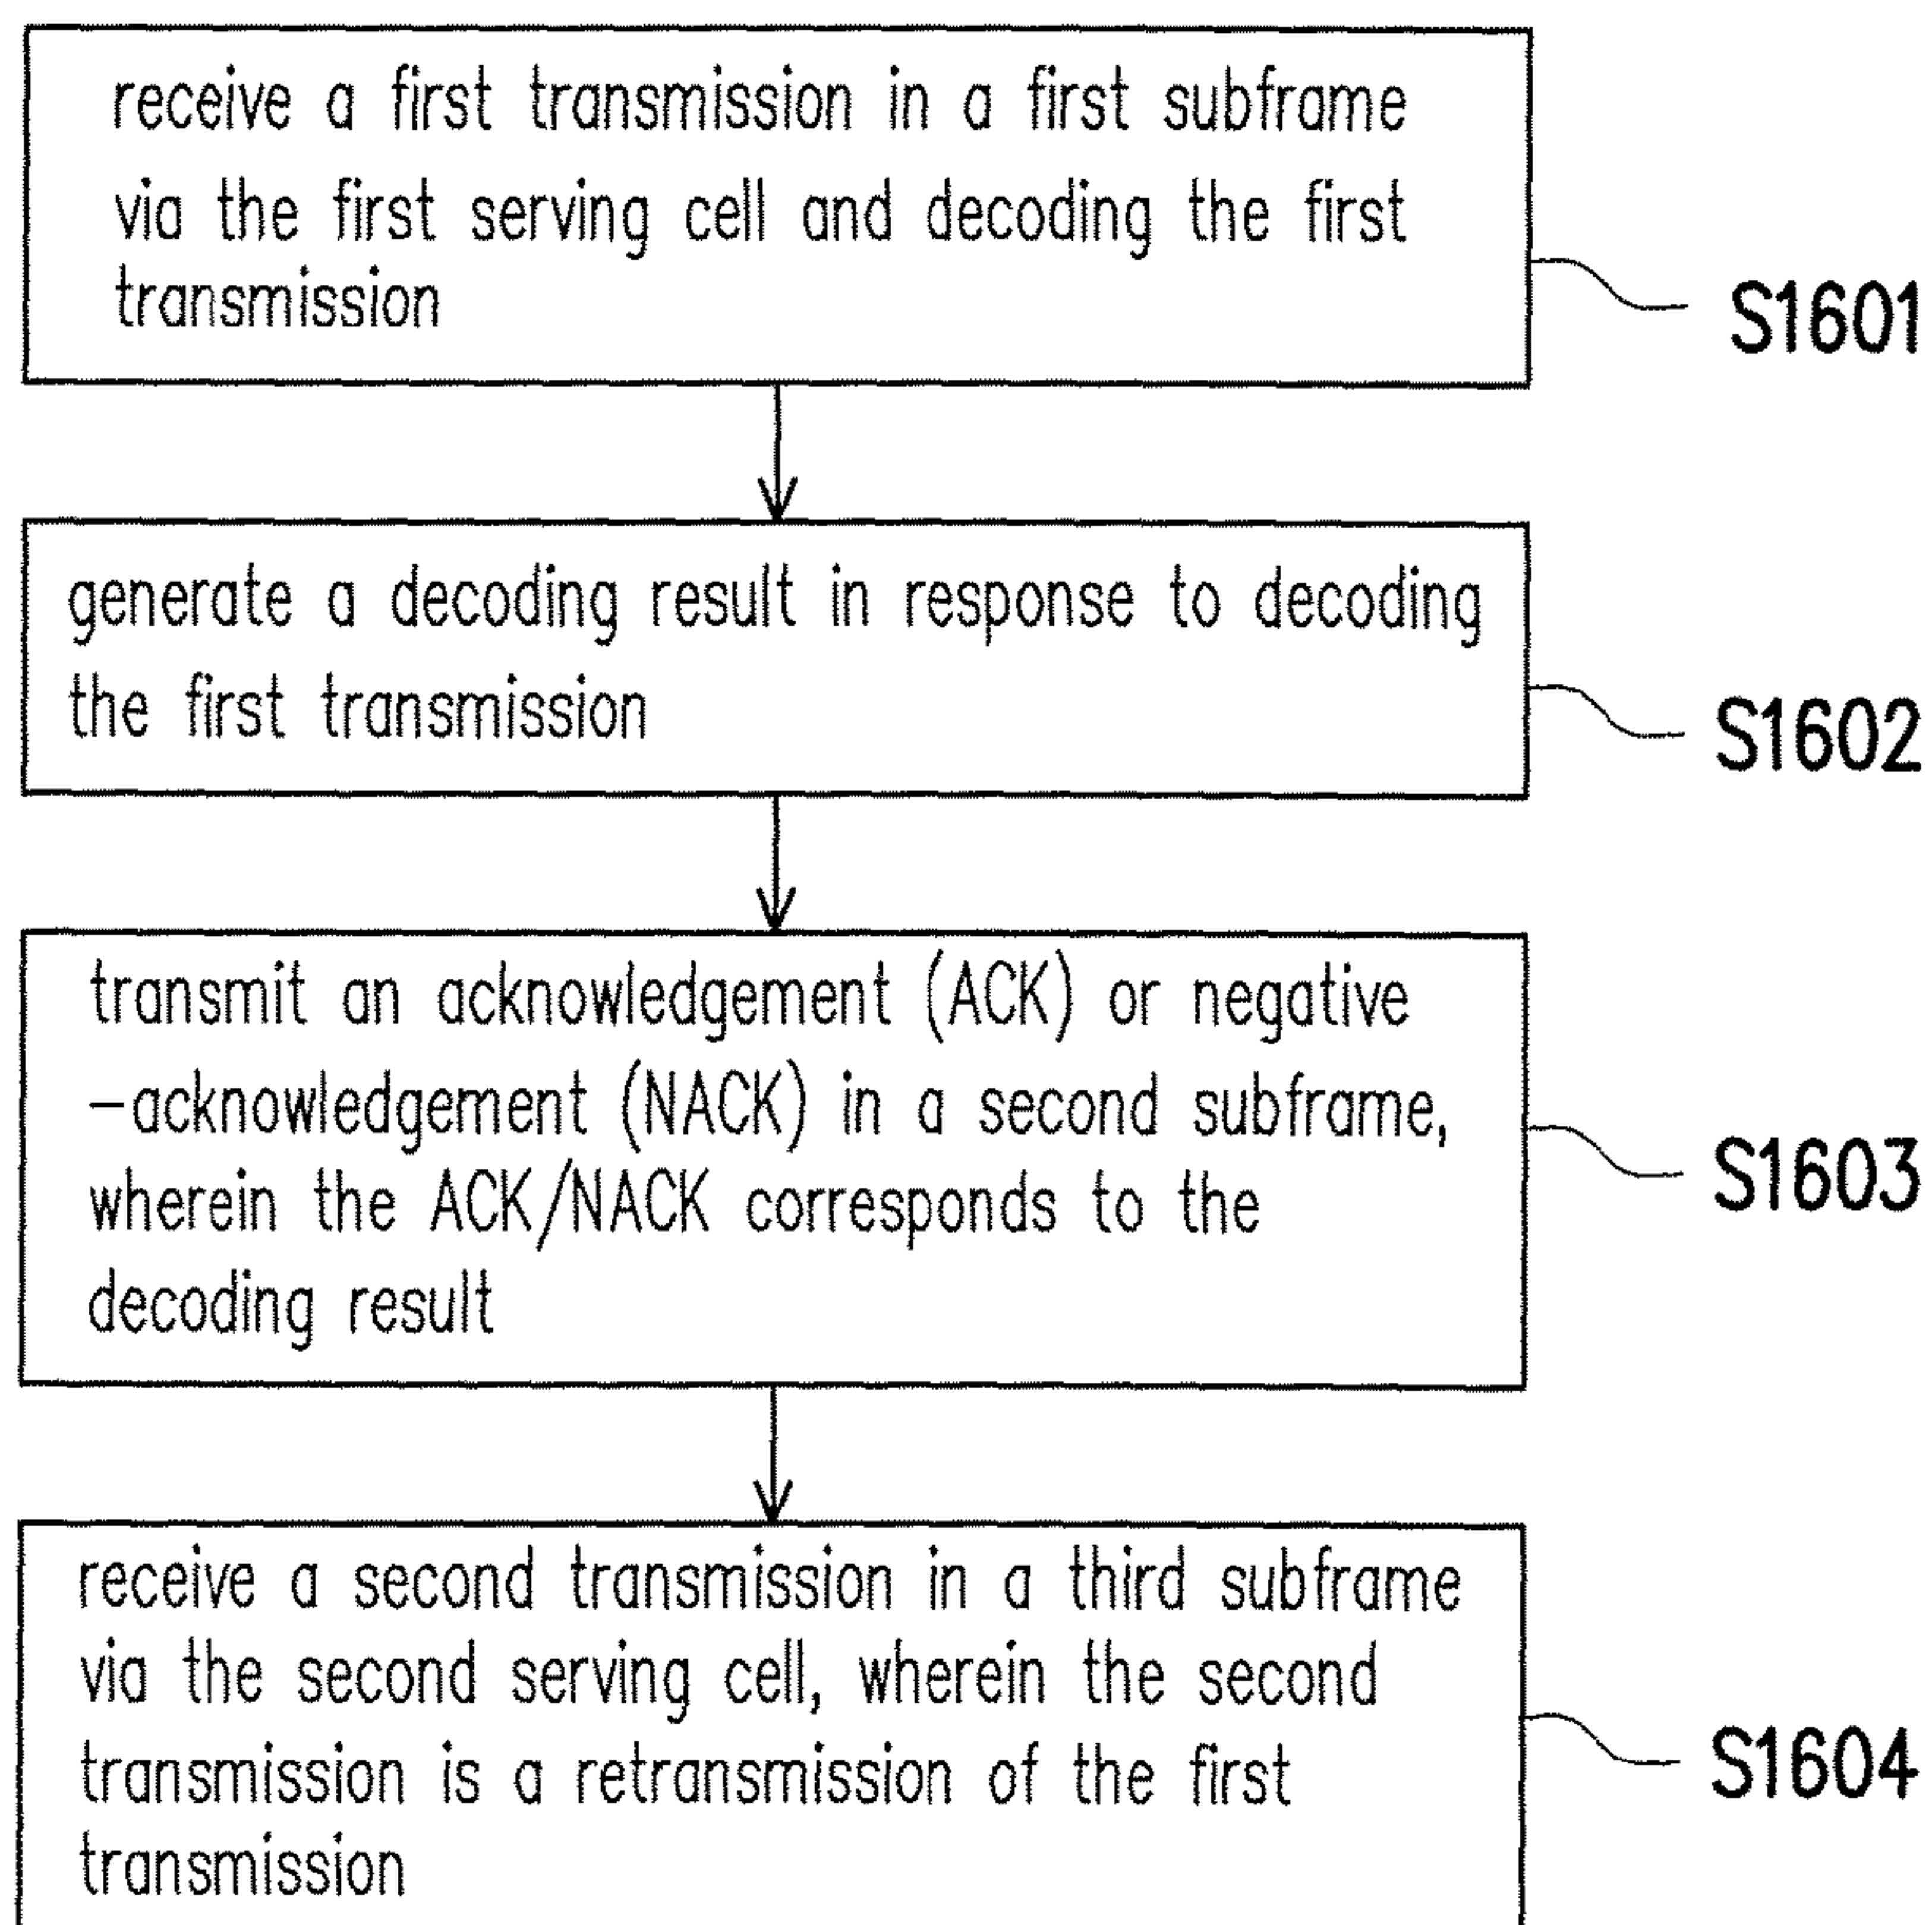 receive a first transmission in a first subframe
via the first serving cell and decoding the first
transmission
S1601
generate a decoding result in response to decoding
the first transmission
S1602
transmit an acknowledgement (ACK) or negative
-acknowledgement (NACK) in a second subframe,
wherein the ACK/NACK corresponds to the
decoding result
S1603
receive a second transmission in a third subframe
via the second serving cell, wherein the second
transmission is a retransmission of the first
transmission
S1604